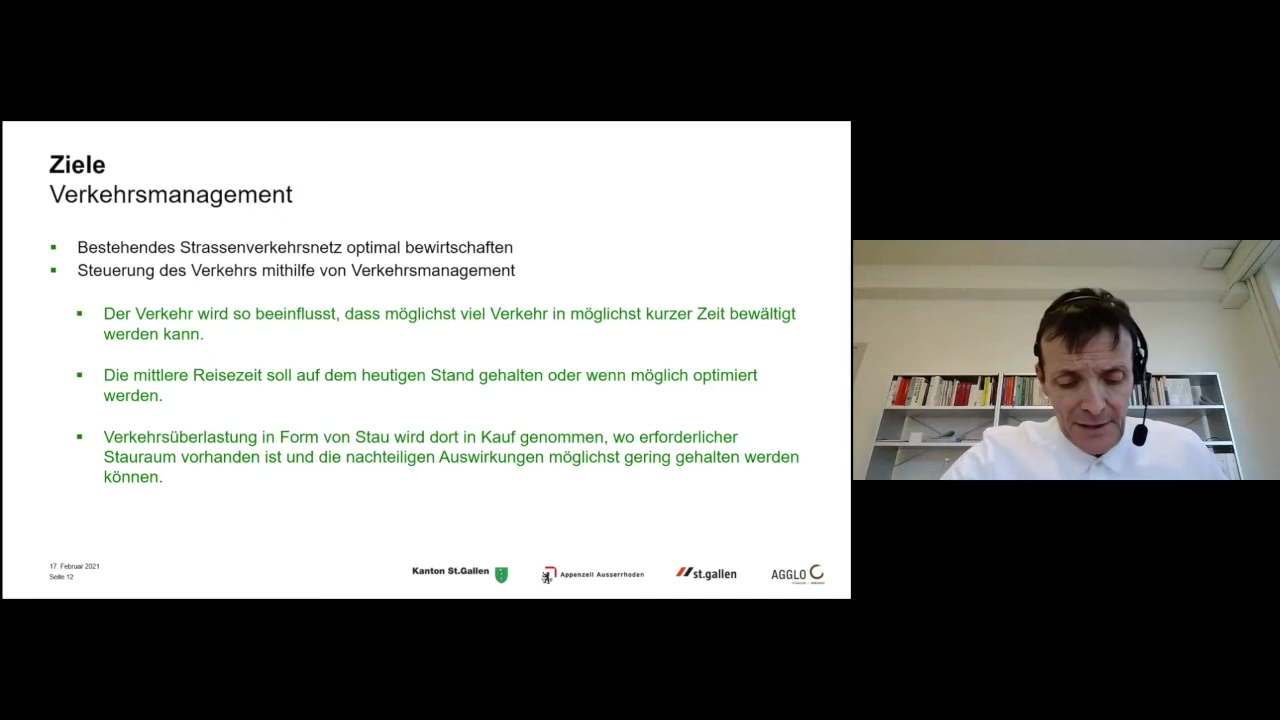 Ziele
Verkehrsmanagement
Bestehendes Strassenverkehrsnetz optimal bewirtschaften
Steuerung des Verkehrs mithilfe von Verkehrsmanagement
Der Verkehr wird so beeinflusst, dass möglichst viel Verkehr in möglichst kurzer Zeit bewältigt
werden kann.
Die mittlere Reisezeit soll auf dem heutigen Stand gehalten oder wenn möglich optimiert
werden.
Verkehrsüberlastung in Form von Stau wird dort in Kauf genommen, wo erforderlicher
Stauraum vorhanden ist und die nachteiligen Auswirkungen möglichst gering gehalten werden
können.
17. Februar 2021
Seite 12
Kanton St.Gallen
Appenzell Ausserrhoden
st.gallen
AGGLO